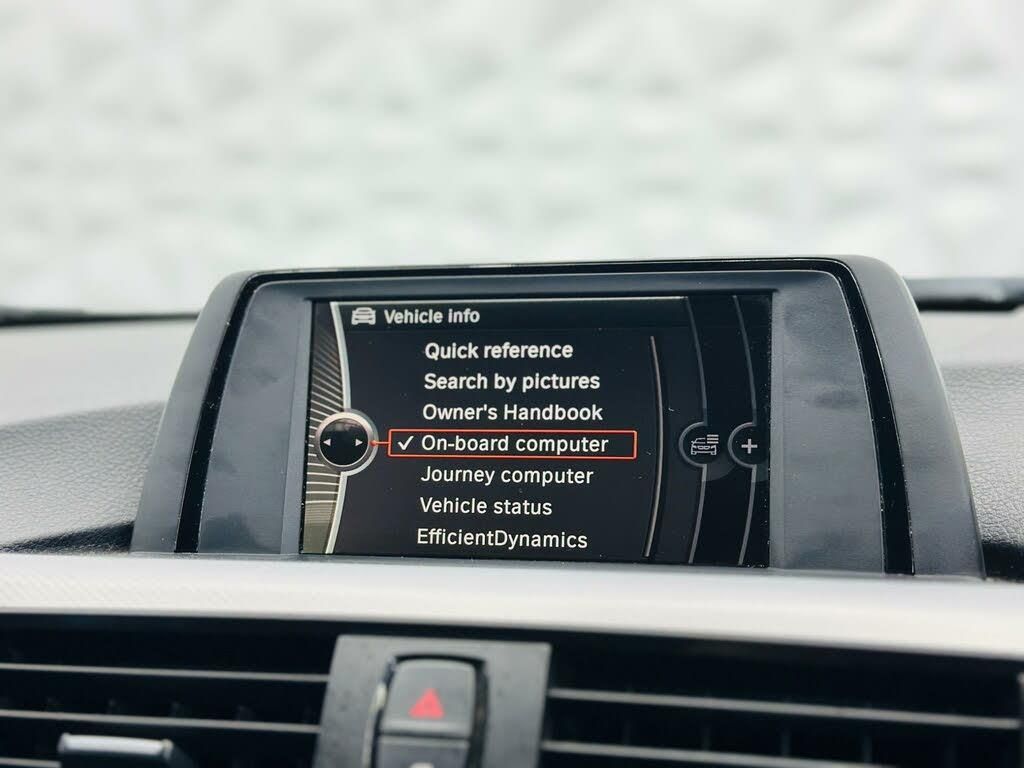 Vehicle info
Quick reference
Search by pictures
Owner's Handbook
On-board computer
Journey computer
Vehicle status
EfficientDynamics